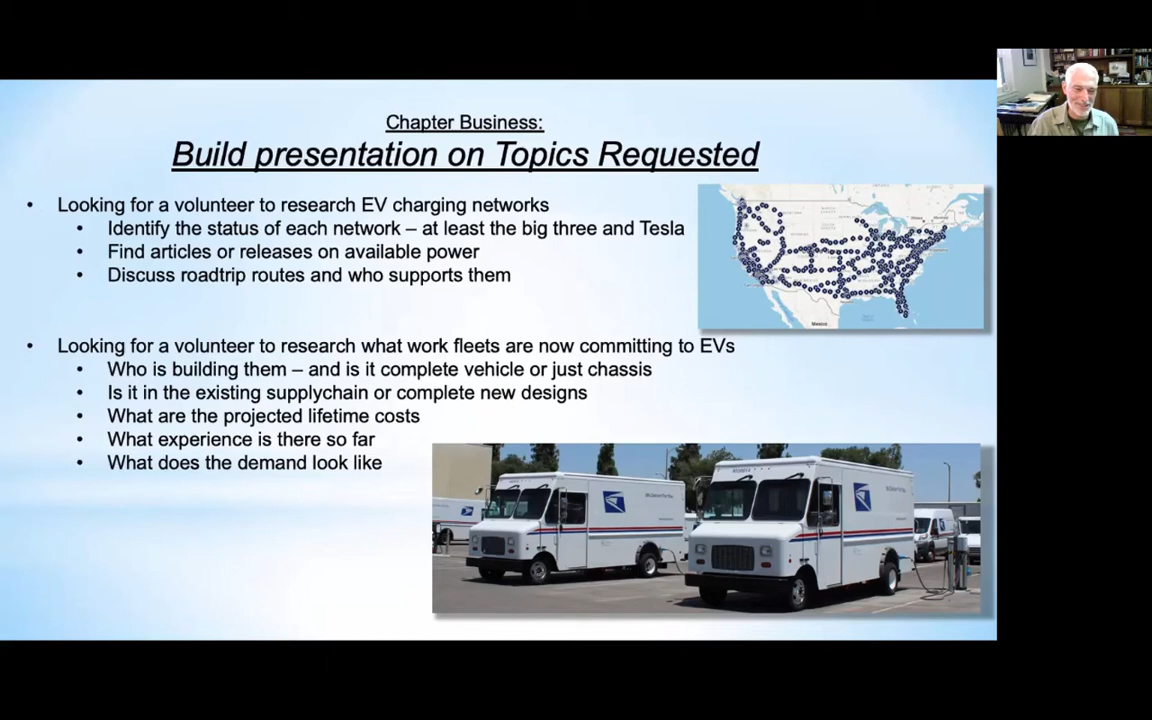 Chapter Business:
Build presentation on Topics Requested
• Looking for a volunteer to research EV charging networks
• Identify the status of each network – at least the big three and Tesla
• Find articles or releases on available power
• Discuss roadtrip routes and who supports them
• Looking for a volunteer to research what work fleets are now committing to EVs
• Who is building them – and is it complete vehicle or just chassis
• Is it in the existing supplychain or complete new designs
• What are the projected lifetime costs
• What experience is there so far
• What does the demand look like
Mexico